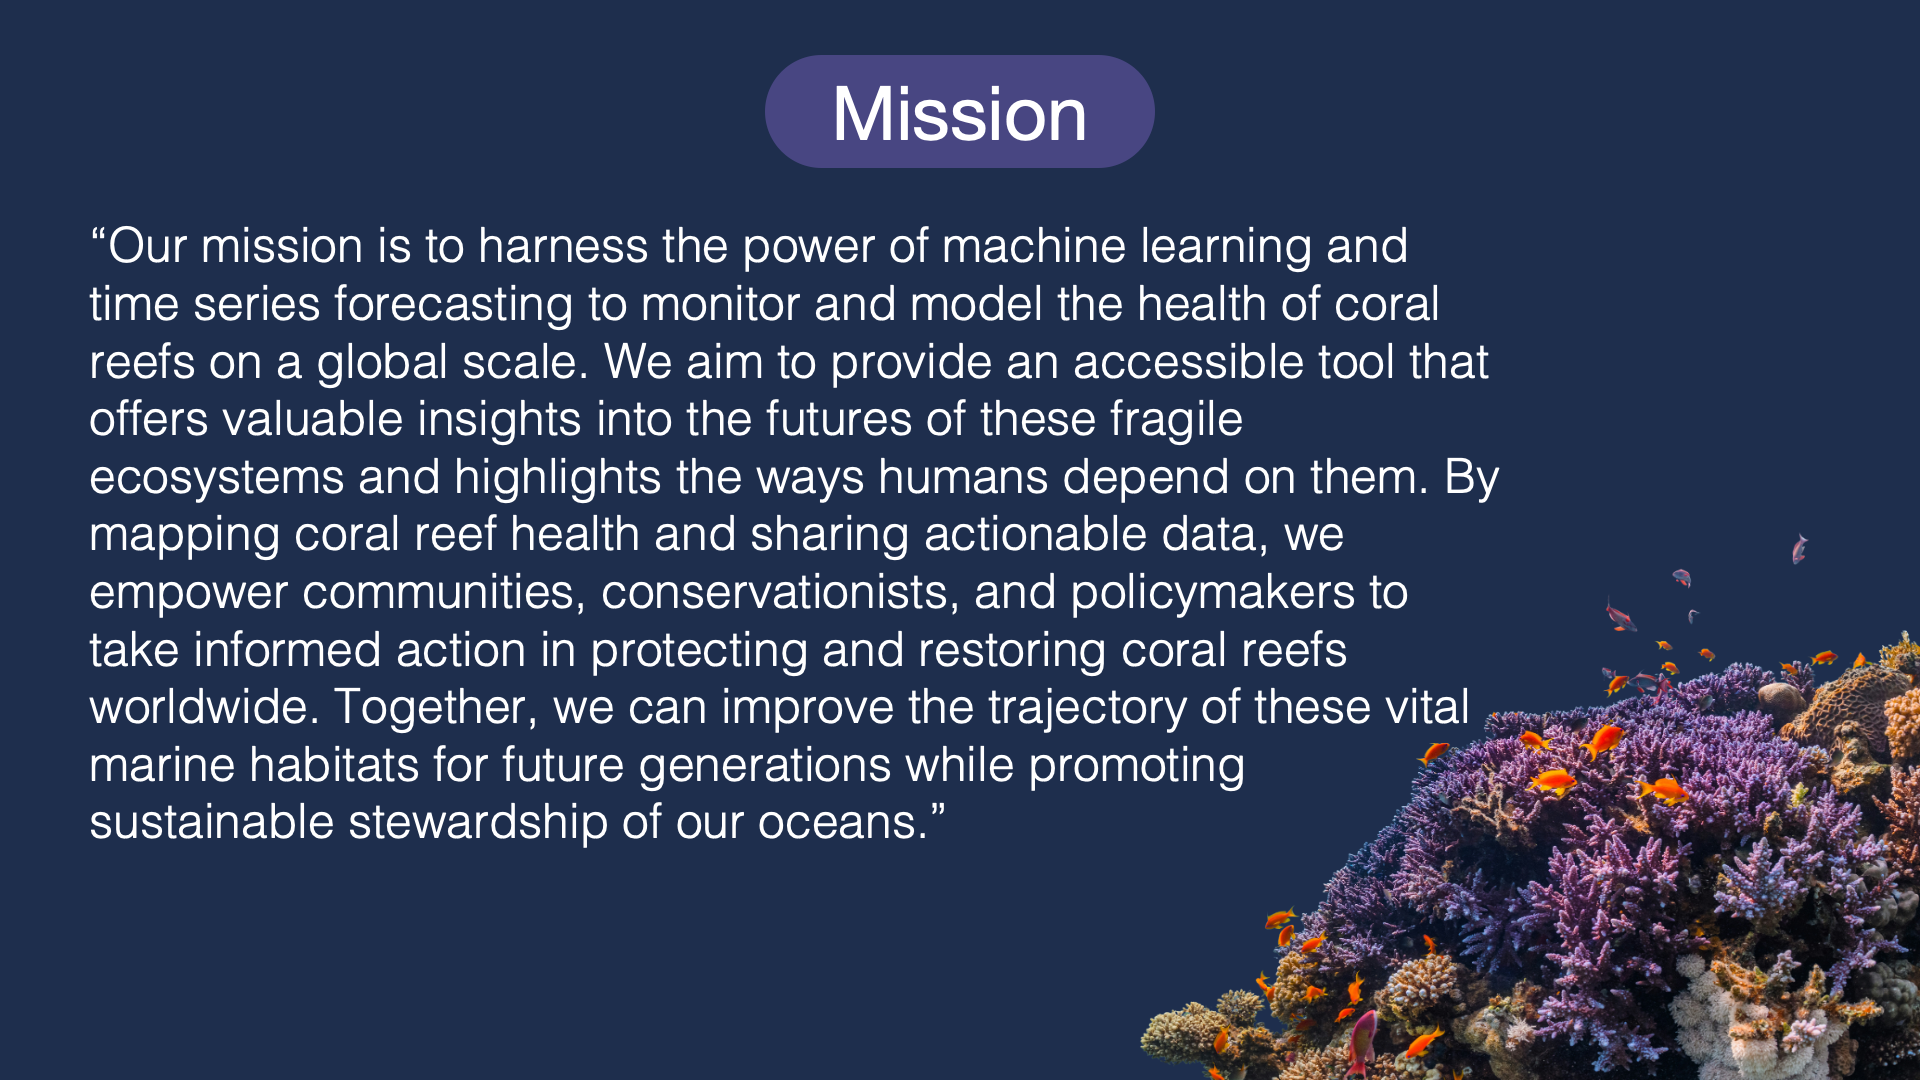 Mission
“Our mission is to harness the power of machine learning and
time series forecasting to monitor and model the health of coral
reefs on a global scale. We aim to provide an accessible tool that
offers valuable insights into the futures of these fragile
ecosystems and highlights the ways humans depend on them. By
mapping coral reef health and sharing actionable data, we
empower communities, conservationists, and policymakers to
take informed action in protecting and restoring coral reefs
worldwide. Together, we can improve the trajectory of these vital
marine habitats for future generations while promoting
sustainable stewardship of our oceans.”